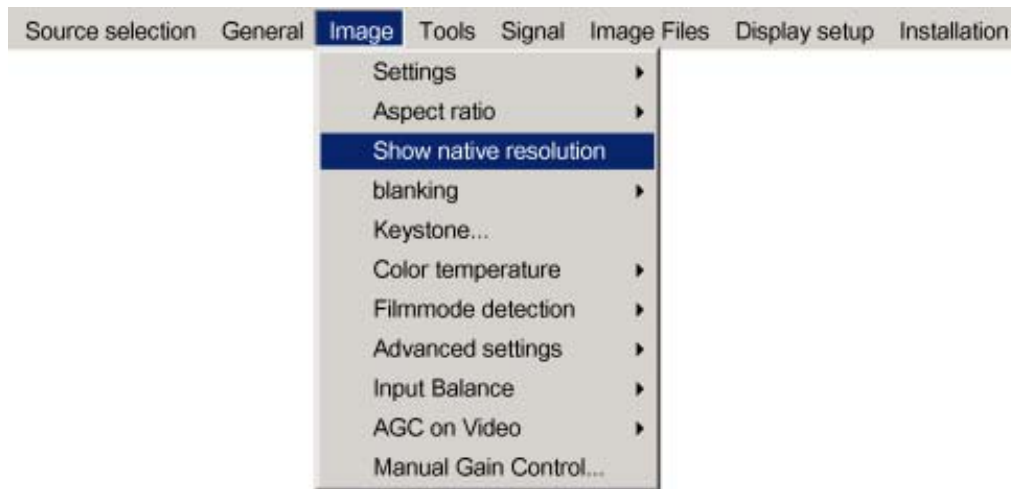 Source selection General Image Tools Signal Image Files Display setup Installation
Settings
Aspect ratio
Show native resolution
blanking
Keystone...
Color temperature
Filmmode detection
Advanced settings
Input Balance
AGC on Video
Manual Gain Control...